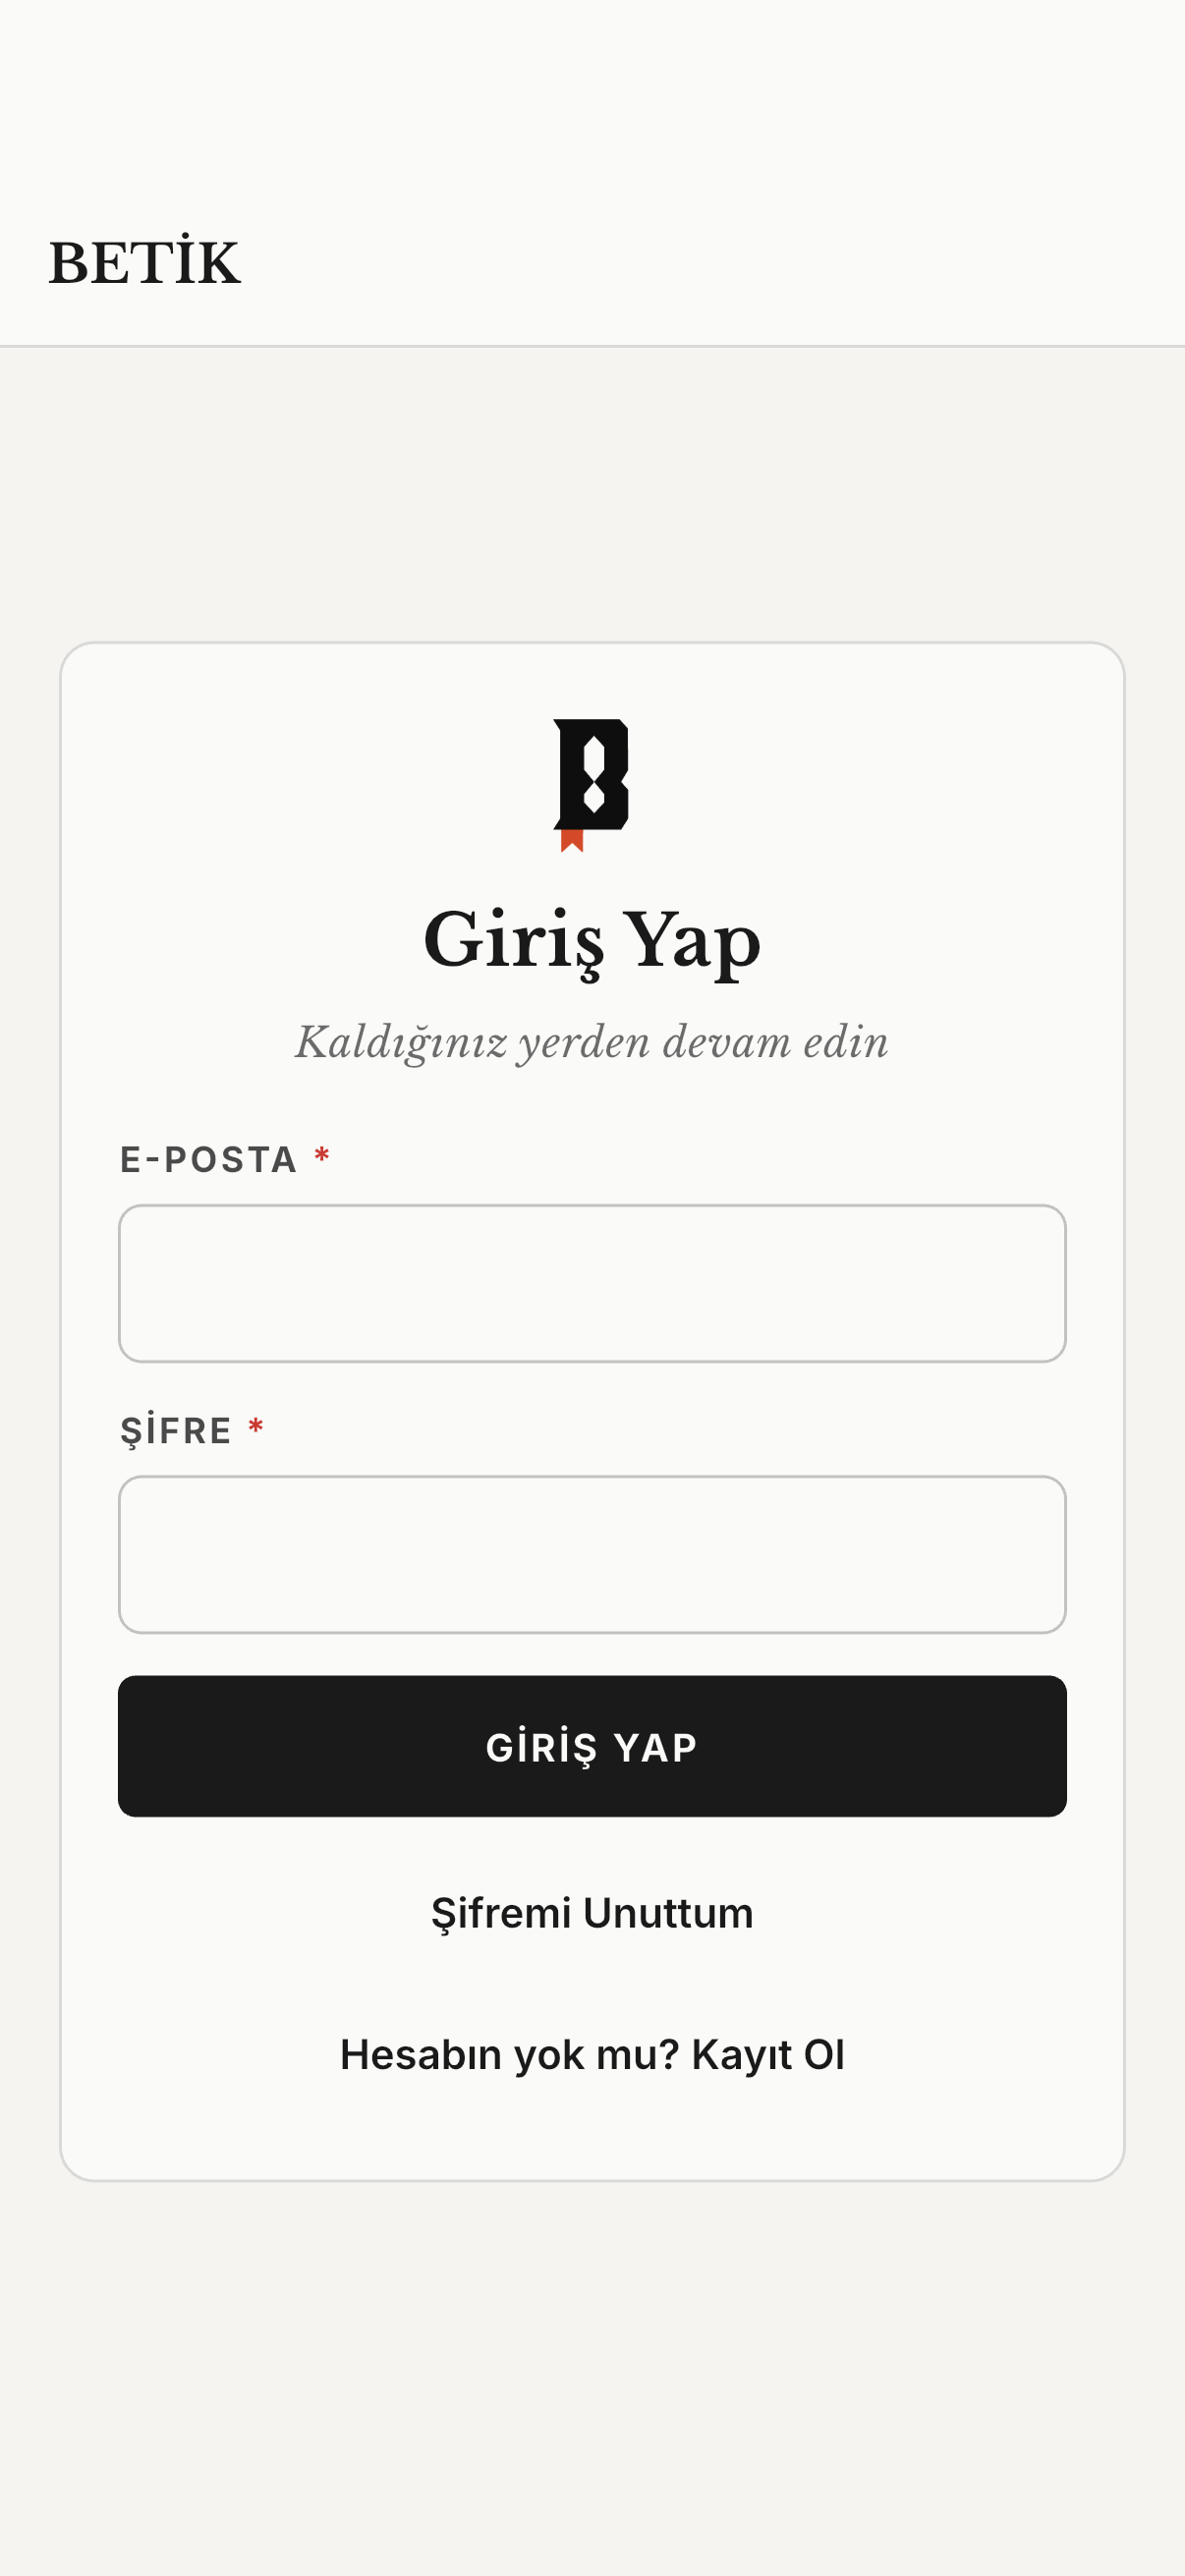 BETİK
B
Giriş Yap
Kaldığınız yerden devam edin
E-POSTA *
ŞİFRE *
GİRİŞ YAP
Şifremi Unuttum
Hesabın yok mu? Kayıt Ol